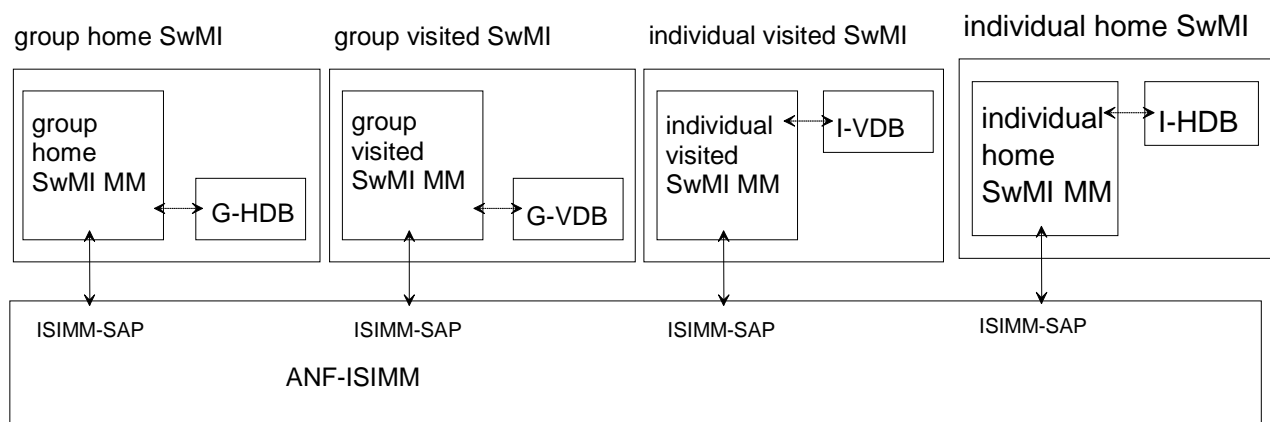 group home SwMI
group visited SwMI
individual visited SwMI
individual home SwMI
group
home
SwMI MM
G-HDB
group
visited
SwMI MM
G-VDB
individual
visited
SwMI MM
I-VDB
individual
home
SwMI MM
I-HDB
ISIMM-SAP
ISIMM-SAP
ISIMM-SAP
ISIMM-SAP
ANF-ISIMM